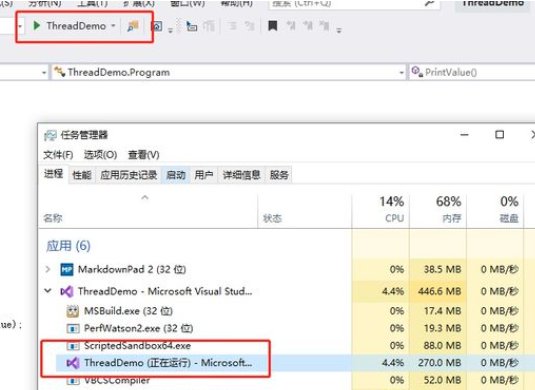 分析(N) 工具(T) 扩展(X) 窗口(W) 帮助(H) 搜索 (Ctrl+Q) ThreadDemo
ThreadDemo
ThreadDemo.Program PrintValue()
任务管理器
文件(F) 选项(O) 查看(V)
进程 性能 应用历史记录 启动 用户 详细信息 服务
14% 68% 0%
名称 状态 CPU 内存 磁盘
应用 (6)
MarkdownPad 2 (32 位) 0% 38.5 MB 0 MB/秒
ThreadDemo - Microsoft Visual Stud... 4.4% 446.6 MB 0 MB/秒
MSBuild.exe (32 位) 0% 17.4 MB 0 MB/秒
ue);
PerfWatson2.exe (32 位) 0% 19.3 MB 0 MB/秒
ScriptedSandbox64.exe 0% 88.0 MB 0 MB/秒
ThreadDemo (正在运行) - Microsoft... 4.4% 270.0 MB 0 MB/秒
VBCSCompiler 0% 52.0 MB 0 MB/秒